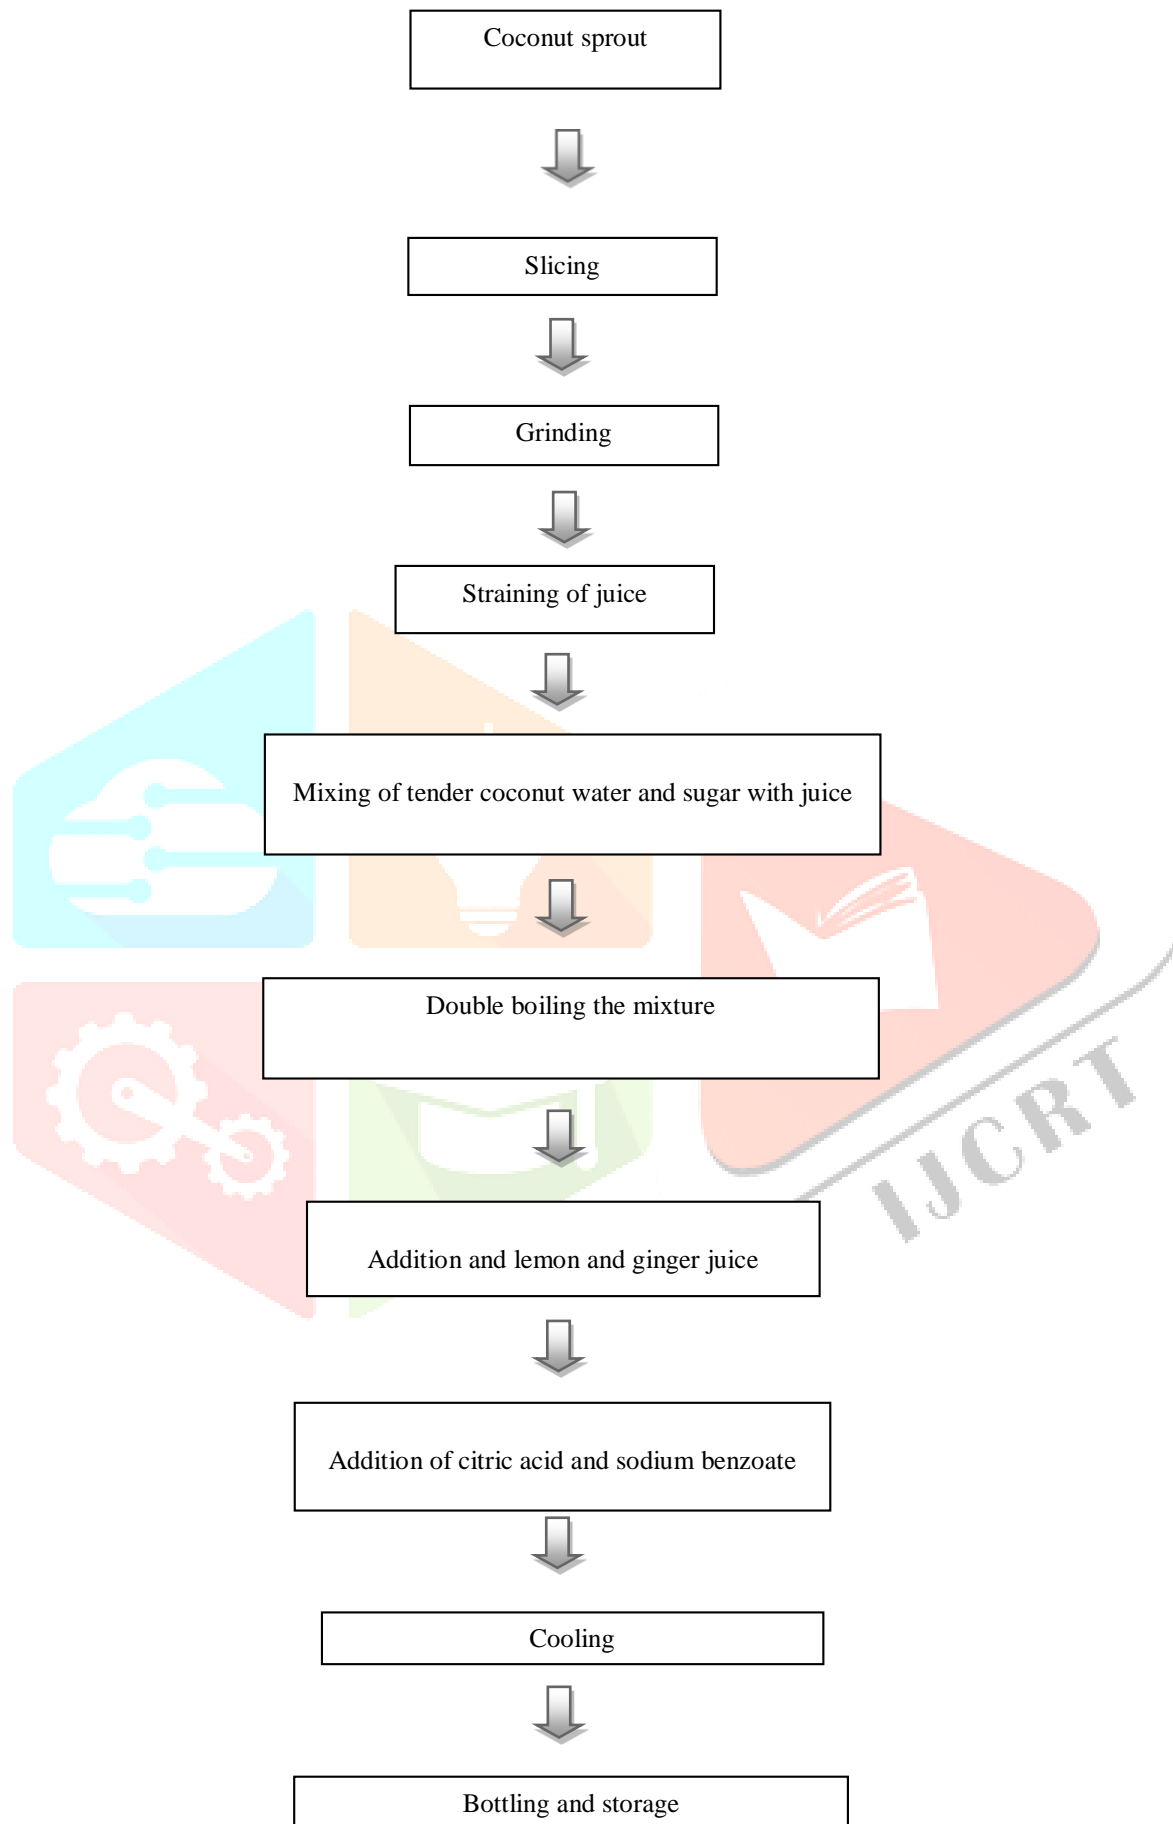 Coconut sprout
Slicing
Grinding
Straining of juice
Mixing of tender coconut water and sugar with juice
Double boiling the mixture
IJCRT
Addition and lemon and ginger juice
Addition of citric acid and sodium benzoate
Cooling
Bottling and storage